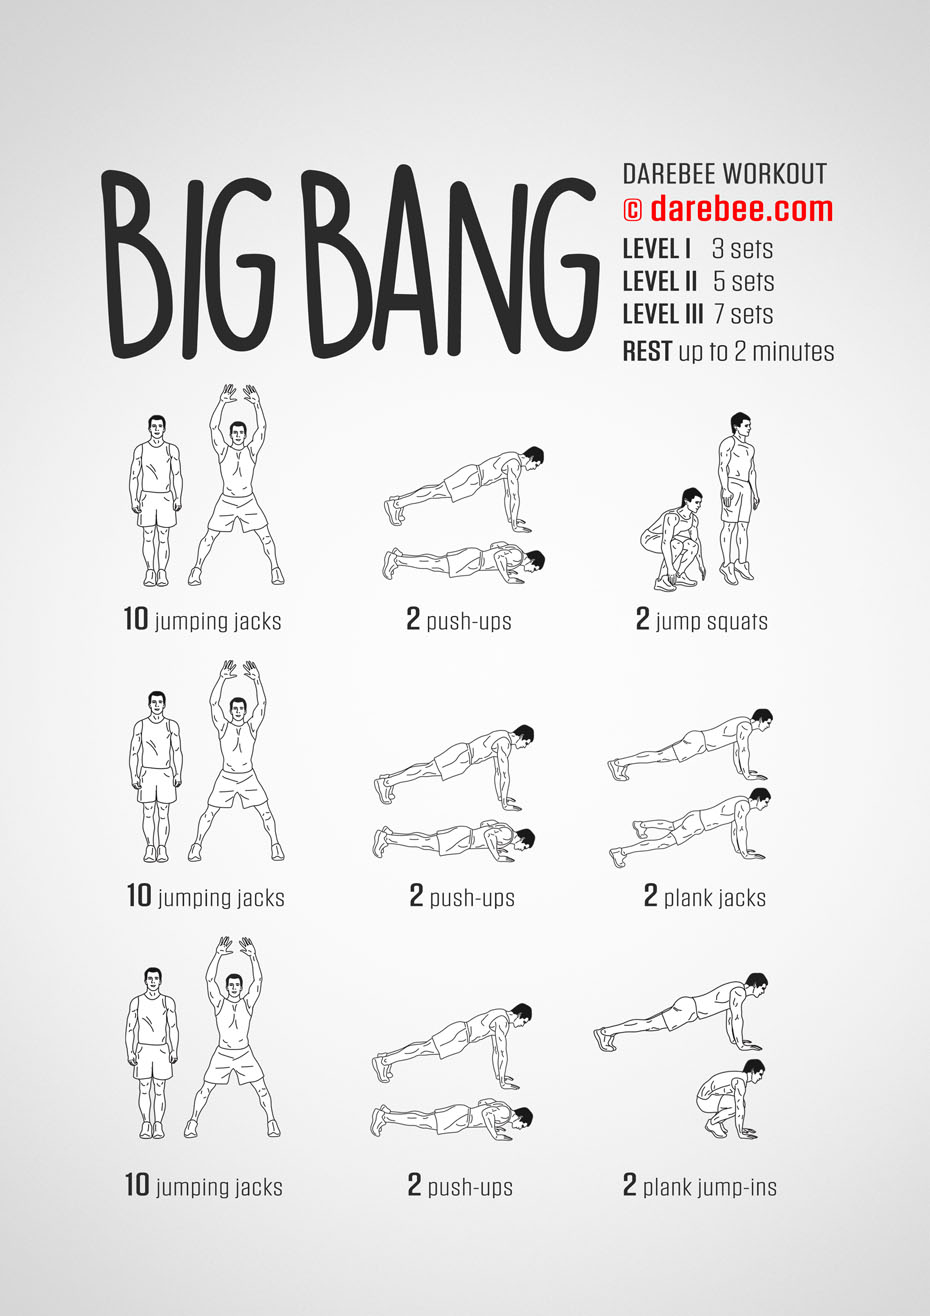 BIG BANG
DAREBEE WORKOUT
© darebee.com
LEVEL I 3 sets
LEVEL II 5 sets
LEVEL III 7 sets
REST up to 2 minutes
10 jumping jacks
2 push-ups
2 jump squats
10 jumping jacks
2 push-ups
2 plank jacks
10 jumping jacks
2 push-ups
2 plank jump-ins